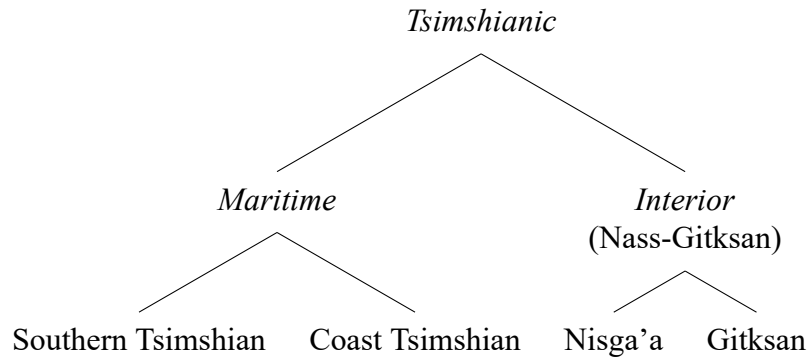 Tsimshianic
Maritime
Interior
(Nass-Gitksan)
Southern Tsimshian
Coast Tsimshian
Nisga’a
Gitksan